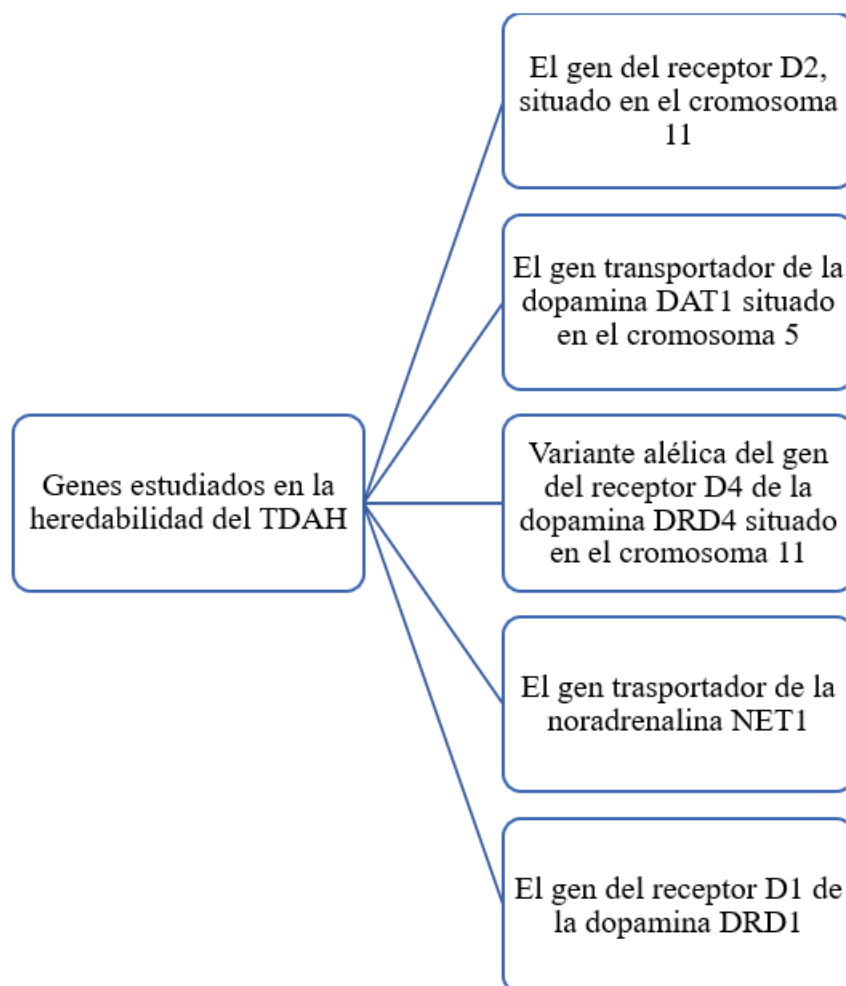 El gen del receptor D2,
situado en el cromosoma
11
El gen transportador de la
dopamina DAT1 situado
en el cromosoma 5
Genes estudiados en la
heredabilidad del TDAH
Variante alélica del gen
del receptor D4 de la
dopamina DRD4 situado
en el cromosoma 11
El gen trasportador de la
noradrenalina NET1
El gen del receptor D1 de
la dopamina DRD1